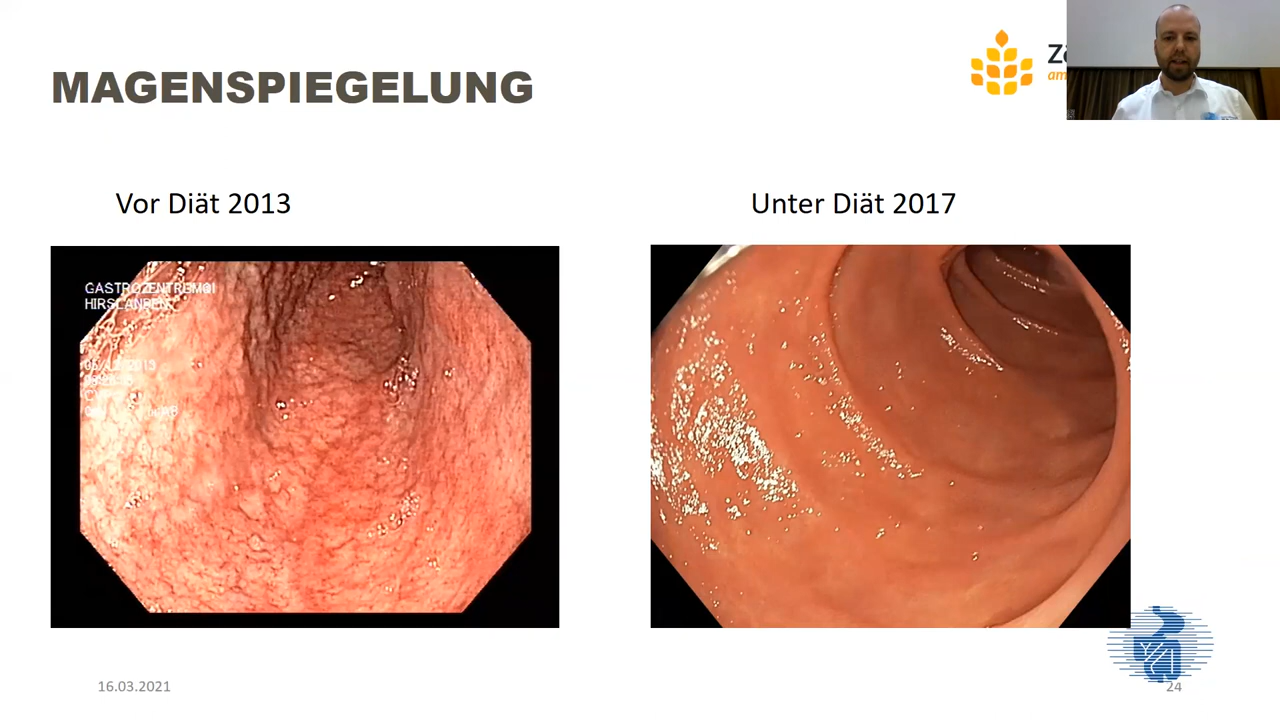 MAGENSPIEGELUNG
Vor Diät 2013
Unter Diät 2017
GASTROZENTRUM@I
HIRSLANDEN
16.03.2021
24